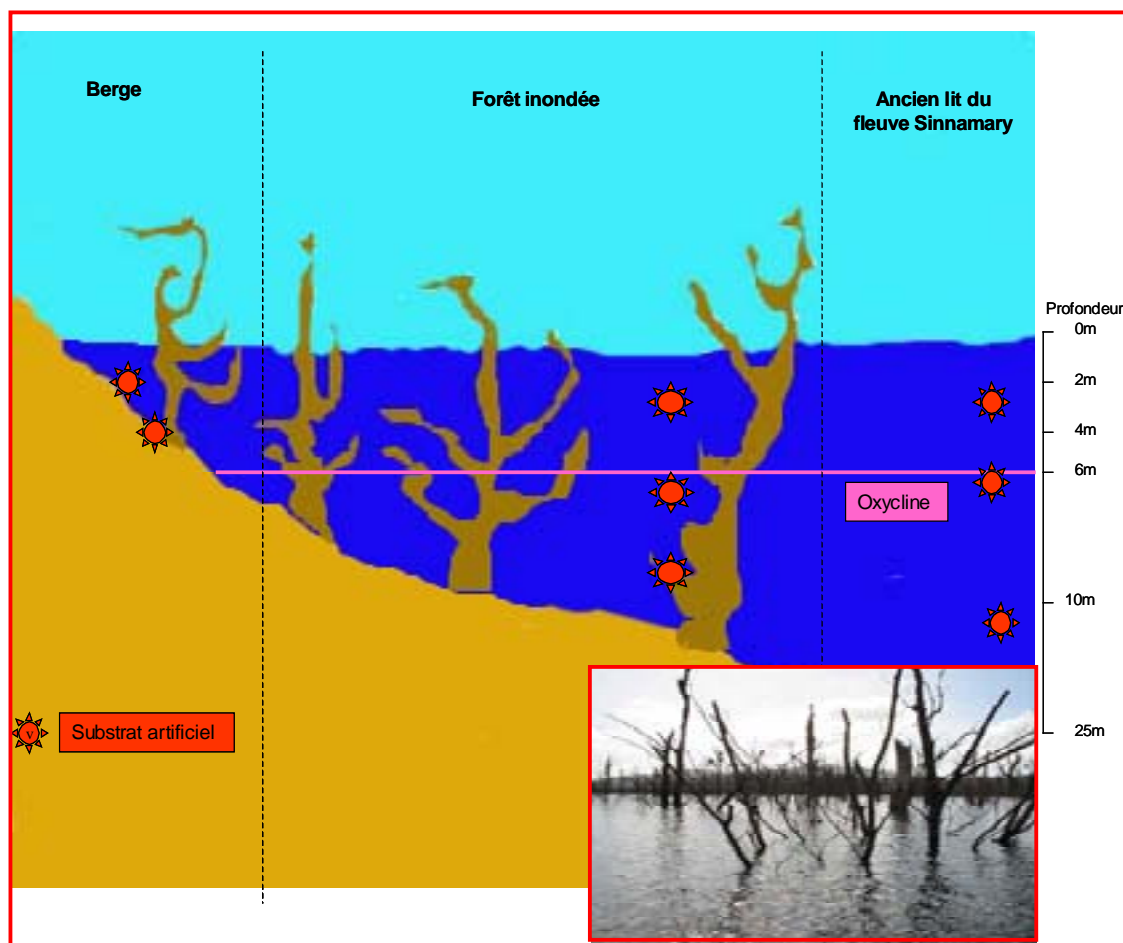 Berge
Forêt inondée
Ancien lit du
fleuve Sinnamary
Profondeur
0m
2m
4m
6m
Oxycline
10m
v
Substrat artificiel
25m